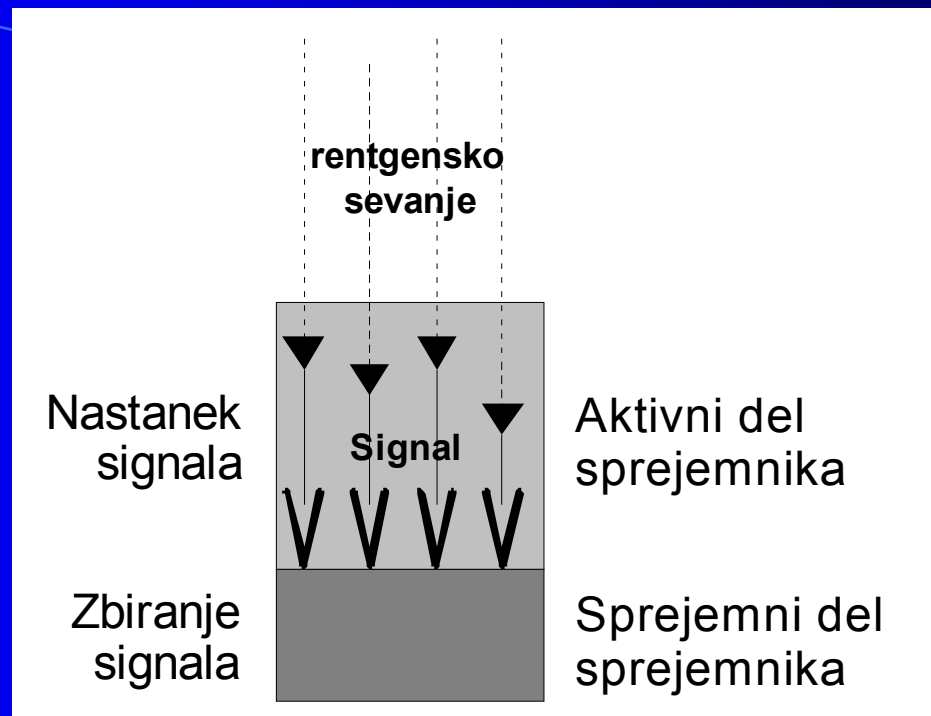 rentgensko
sevanje
Nastanek
signala
Signal
Aktivni del
sprejemnika
Zbiranje
signala
Sprejemni del
sprejemnika